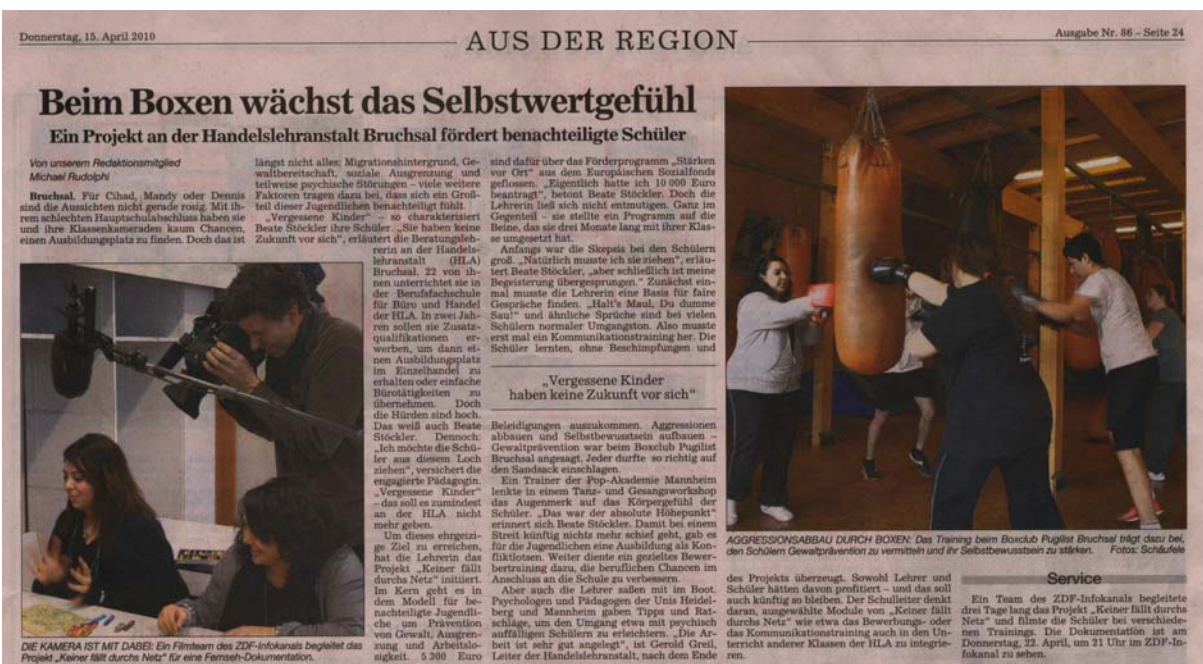 Donnerstag, 15. April 2010
AUS DER REGION
Ausgabe Nr. 86 – Seite 24
Beim Boxen wächst das Selbstwertgefühl
Ein Projekt an der Handelslehranstalt Bruchsal fördert benachteiligte Schüler
Von unserem Redaktionsmitglied
Michael Rudolphi
Bruchsal. Für Cihad, Mandy oder Dennis
sind die Aussichten nicht gerade rosig. Mit ih-
rem schlechten Hauptschulabschluss haben sie
und ihre Klassenkameraden kaum Chancen,
einen Ausbildungsplatz zu finden. Doch das ist
längst nicht alles: Migrationshintergrund, Ge-
waltbereitschaft, soziale Ausgrenzung und
teilweise psychische Störungen – viele weitere
Faktoren tragen dazu bei, dass sich ein Groß-
teil dieser Jugendlichen benachteiligt fühlt.
„Vergessene Kinder“ – so charakterisiert
Beate Stöckler ihre Schüler. „Sie haben keine
Zukunft vor sich“, erläutert die Beratungsleh-
rerin an der Handels-
lehranstalt (HLA)
Bruchsal. 22 von ih-
nen unterrichtet sie in
der Berufsfachschule
für Büro und Handel
der HLA. In zwei Jah-
ren sollen sie Zusatz-
qualifikationen er-
werben, um dann ei-
nen Ausbildungsplatz
im Einzelhandel zu
erhalten oder einfache
Bürotätigkeiten zu
übernehmen. Doch
die Hürden sind hoch.
Das weiß auch Beate
Stöckler. Dennoch:
„Ich möchte die Schü-
ler aus diesem Loch
ziehen“, versichert die
engagierte Pädagogin.
„Vergessene Kinder“
– das soll es zumindest
an der HLA nicht
mehr geben.
Um dieses ehrgeizi-
ge Ziel zu erreichen,
hat die Lehrerin das
Projekt „Keiner fällt
durchs Netz“ initiiert.
Im Kern geht es in
dem Modell für be-
nachteiligte Jugendli-
che um Prävention
von Gewalt, Ausgren-
zung und Arbeitslo-
sigkeit. 5 300 Euro
sind dafür über das Förderprogramm „Stärken
vor Ort“ aus dem Europäischen Sozialfonds
geflossen. „Eigentlich hatte ich 10 000 Euro
beantragt“, betont Beate Stöckler. Doch die
Lehrerin ließ sich nicht entmutigen. Ganz im
Gegenteil – sie stellte ein Programm auf die
Beine, das sie drei Monate lang mit ihrer Klas-
se umgesetzt hat.
Anfangs war die Skepsis bei den Schülern
groß. „Natürlich musste ich sie ziehen“, erläu-
tert Beate Stöckler, „aber schließlich ist meine
Begeisterung übergesprungen.“ Zunächst ein-
mal musste die Lehrerin eine Basis für faire
Gespräche finden. „Halt's Maul, Du dumme
Sau!“ und ähnliche Sprüche sind bei vielen
Schülern normaler Umgangston. Also musste
erst mal ein Kommunikationstraining her. Die
Schüler lernten, ohne Beschimpfungen und
„Vergessene Kinder
haben keine Zukunft vor sich“
Beleidigungen auszukommen. Aggressionen
abbauen und Selbstbewusstsein aufbauen –
Gewaltprävention war beim Boxclub Pugilist
Bruchsal angesagt. Jeder durfte so richtig auf
den Sandsack einschlagen.
Ein Trainer der Pop-Akademie Mannheim
lenkte in einem Tanz- und Gesangsworkshop
das Augenmerk auf das Körpergefühl der
Schüler. „Das war der absolute Höhepunkt“
erinnert sich Beate Stöckler. Damit bei einem
Streit künftig nichts mehr schief geht, gab es
für die Jugendlichen eine Ausbildung als Kon-
fliktlotsen. Weiter diente ein gezieltes Bewer-
bertraining dazu, die beruflichen Chancen im
Anschluss an die Schule zu verbessern.
Aber auch die Lehrer saßen mit im Boot.
Psychologen und Pädagogen der Unis Heidel-
berg und Mannheim gaben Tipps und Rat-
schläge, um den Umgang etwa mit psychisch
auffälligen Schülern zu erleichtern. „Die Ar-
beit ist sehr gut angelegt“, ist Gerold Greil,
Leiter der Handelslehranstalt, nach dem Ende
des Projekts überzeugt. Sowohl Lehrer und
Schüler hätten davon profitiert – und das soll
auch künftig so bleiben. Der Schulleiter denkt
daran, ausgewählte Module von „Keiner fällt
durchs Netz“ wie etwa das Bewerbungs- oder
das Kommunikationstraining auch in den Un-
terricht anderer Klassen der HLA zu integrie-
ren.
DIE KAMERA IST MIT DABEI: Ein Filmteam des ZDF-Infokanals begleitet das
Projekt „Keiner fällt durchs Netz“ für eine Fernseh-Dokumentation.
AGGRESSIONSABBAU DURCH BOXEN: Das Training beim Boxclub Pugilist Bruchsal trägt dazu bei,
den Schülern Gewaltprävention zu vermitteln und ihr Selbstbewusstsein zu stärken. Fotos: Schäufele
Service
Ein Team des ZDF-Infokanals begleitete
drei Tage lang das Projekt „Keiner fällt durchs
Netz“ und filmte die Schüler bei verschiede-
nen Trainings. Die Dokumentation ist am
Donnerstag, 22. April, um 21 Uhr im ZDF-In-
fokanal zu sehen.